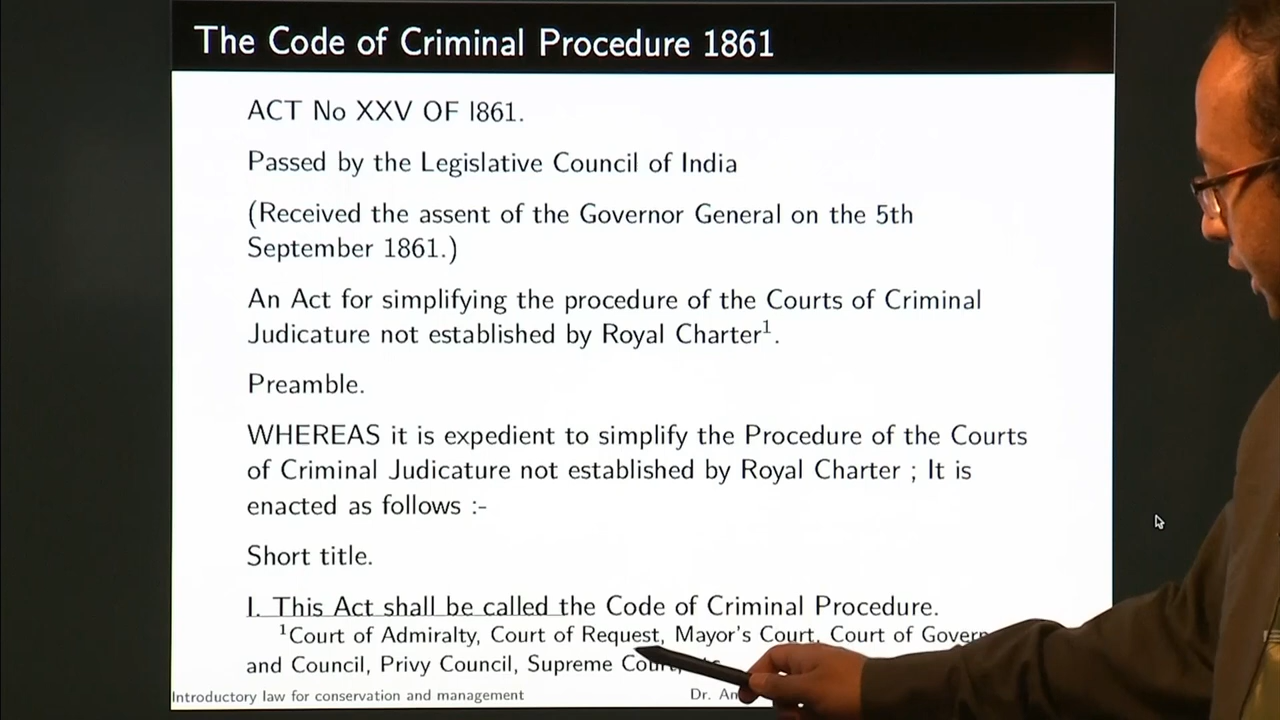 The Code of Criminal Procedure 1861
ACT No XXV OF I861.
Passed by the Legislative Council of India
(Received the assent of the Governor General on the 5th
September 1861.)
An Act for simplifying the procedure of the Courts of Criminal
Judicature not established by Royal Charter¹.
Preamble.
WHEREAS it is expedient to simplify the Procedure of the Courts
of Criminal Judicature not established by Royal Charter ; It is
enacted as follows :-
Short title.
I. This Act shall be called the Code of Criminal Procedure.
¹Court of Admiralty, Court of Request, Mayor's Court, Court of
and Council, Privy Council, Supreme
Introductory law for conservation and management
Dr.